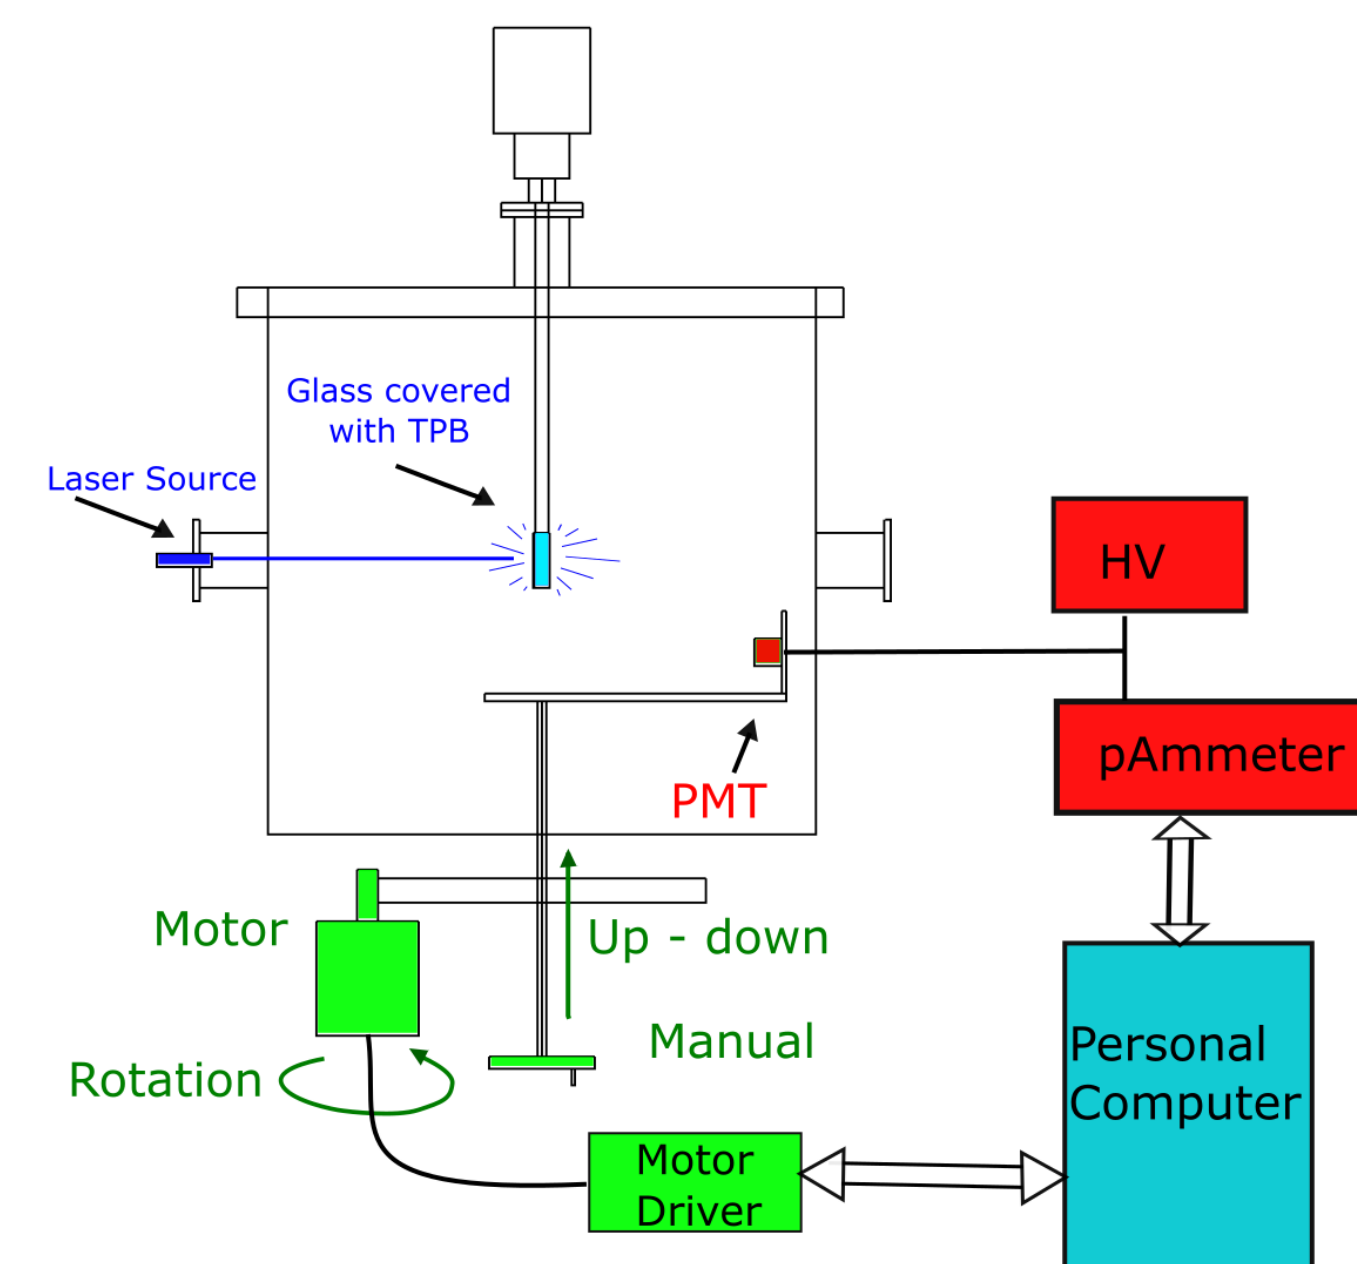 Glass covered
with TPB
Laser Source
HV
pAmmeter
PMT
Motor
Up - down
Manual
Rotation
Personal
Computer
Motor
Driver